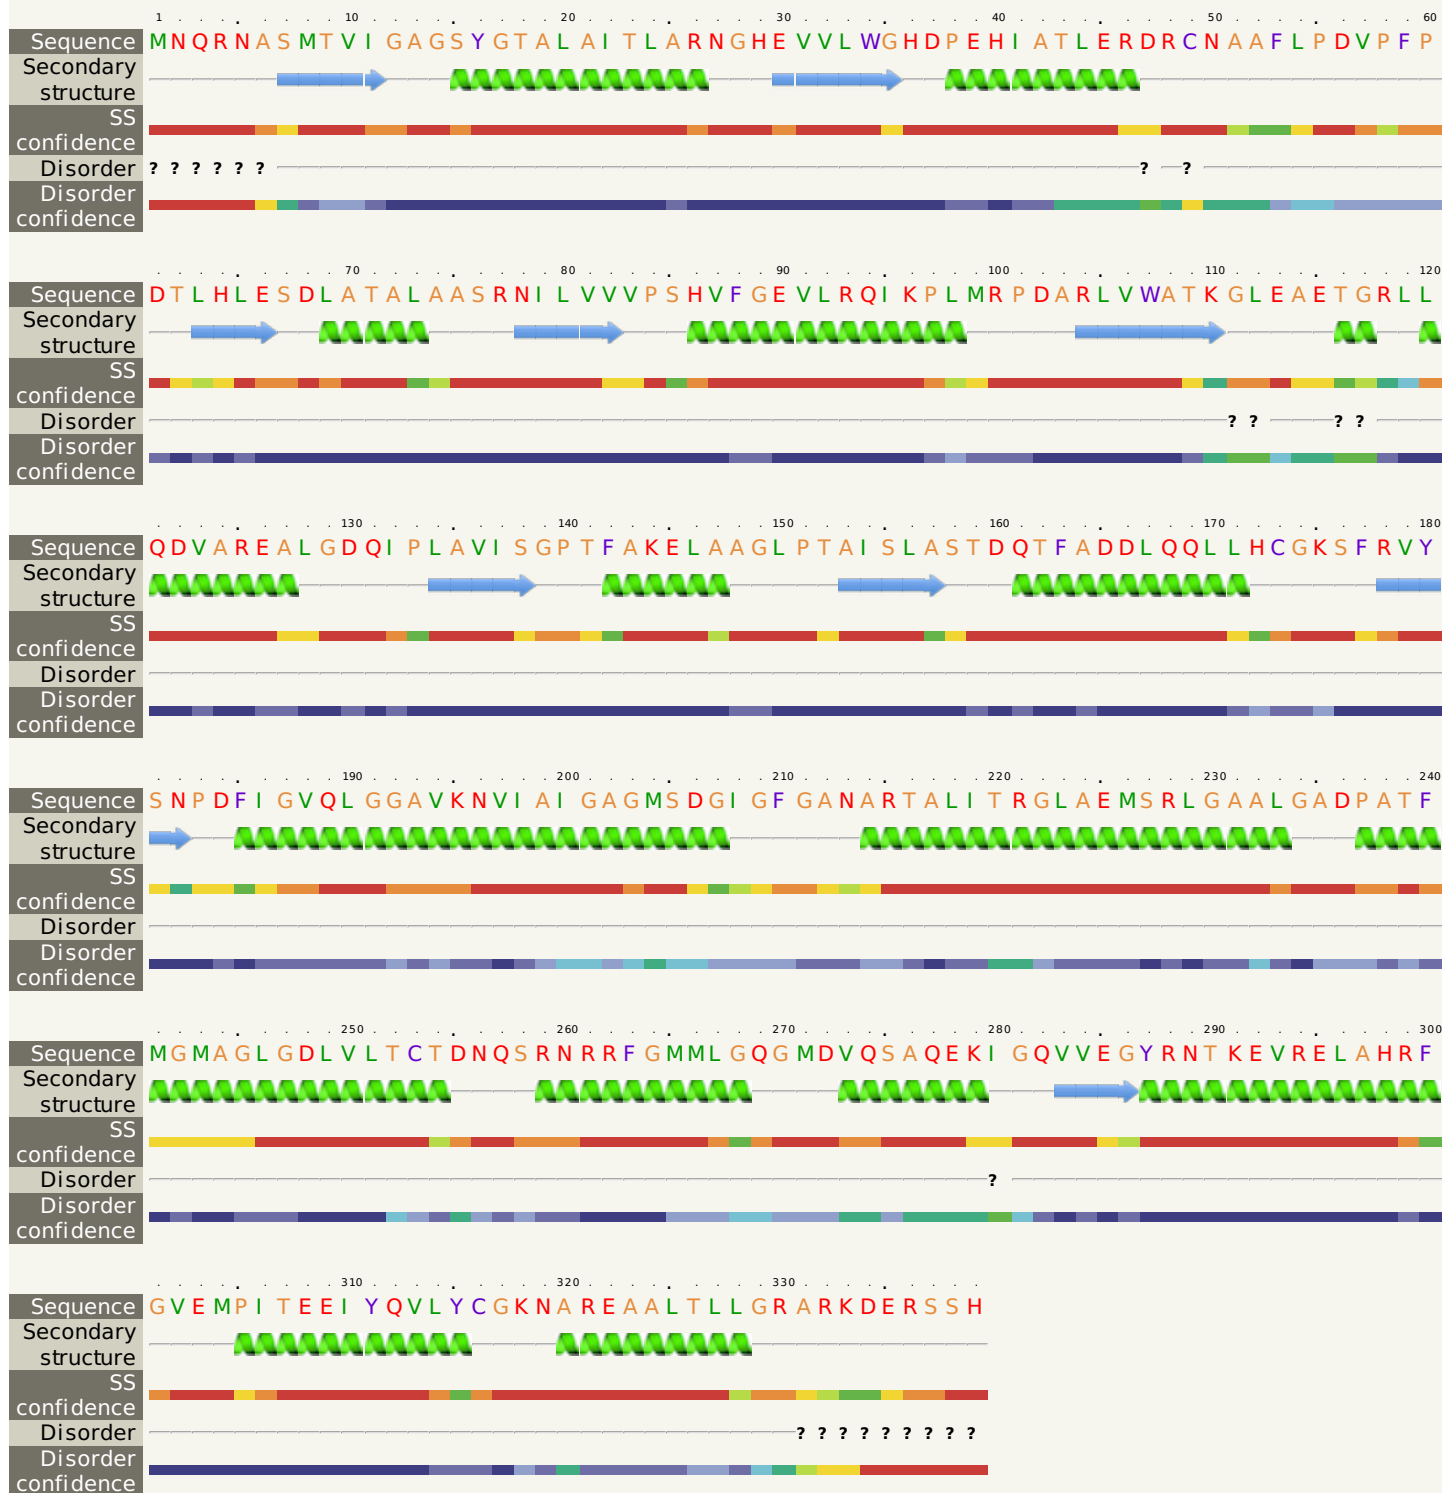 1 10 20 30 40 50 60
Sequence MNQRNASMTVIGAGSYGTALAITLARNGHEVVLWGHDPEHIATLERDRCNAAFLPDVPFP
Secondary
structure
SS
confidence
Disorder ? ? ? ? ? ? ? ?
Disorder
confidence
70 80 90 100 110 120
Sequence DTLHLESDLATALAASRNILVVVPSHVFGEVLRQIKPLMRPDARLVWATKGLEAETGRLL
Secondary
structure
SS
confidence
Disorder ? ? ? ?
Disorder
confidence
130 140 150 160 170 180
Sequence QDVAREALGDQIPLAVISGPTFAKELAAGLPTAISLASTDQTFADDLQQLLHCGKSFRVY
Secondary
structure
SS
confidence
Disorder
Disorder
confidence
190 200 210 220 230 240
Sequence SNPDFIGVQLGGAVKNVIAIGAGMSDGIGFGANARTALITRGLAEMSRLGAALGADPATF
Secondary
structure
SS
confidence
Disorder
Disorder
confidence
250 260 270 280 290 300
Sequence MGMAGLGDLVLTCTDNQSRNRRFGMMLGQGMDVQSAQEKIGQVVEGYRNTKEVRELAHRF
Secondary
structure
SS
confidence
Disorder ?
Disorder
confidence
310 320 330
Sequence GVEMPITEEIYQVLYCGKNAREAALTLLGRARKDERSSH
Secondary
structure
SS
confidence
Disorder ? ? ? ? ? ? ? ? ?
Disorder
confidence